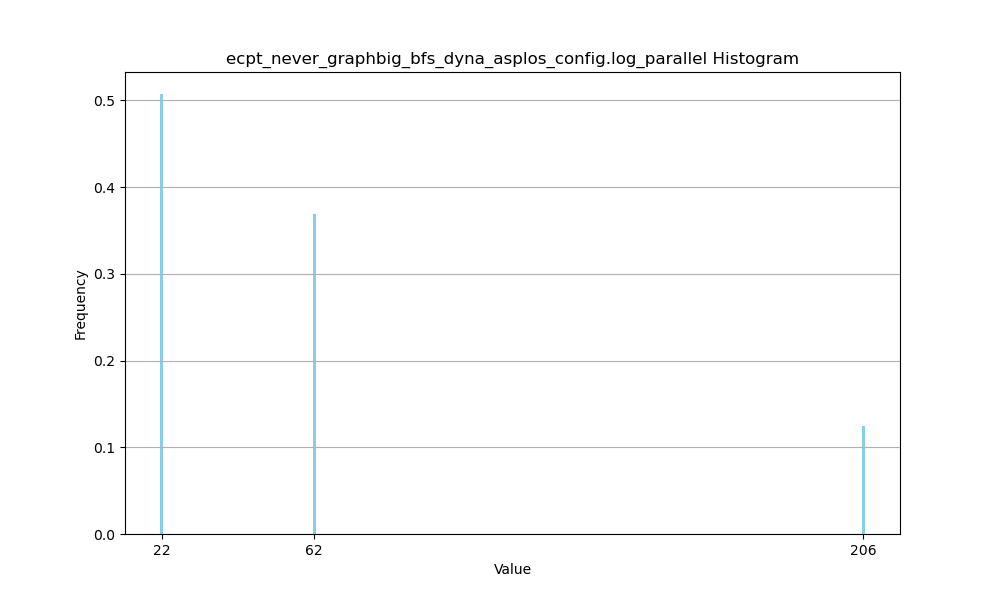 ecpt_never_graphbig_bfs_dyna_asplos_config.log_parallel Histogram
Frequency
0.5
0.4
0.3
0.2
0.1
0.0
22 62 206
Value